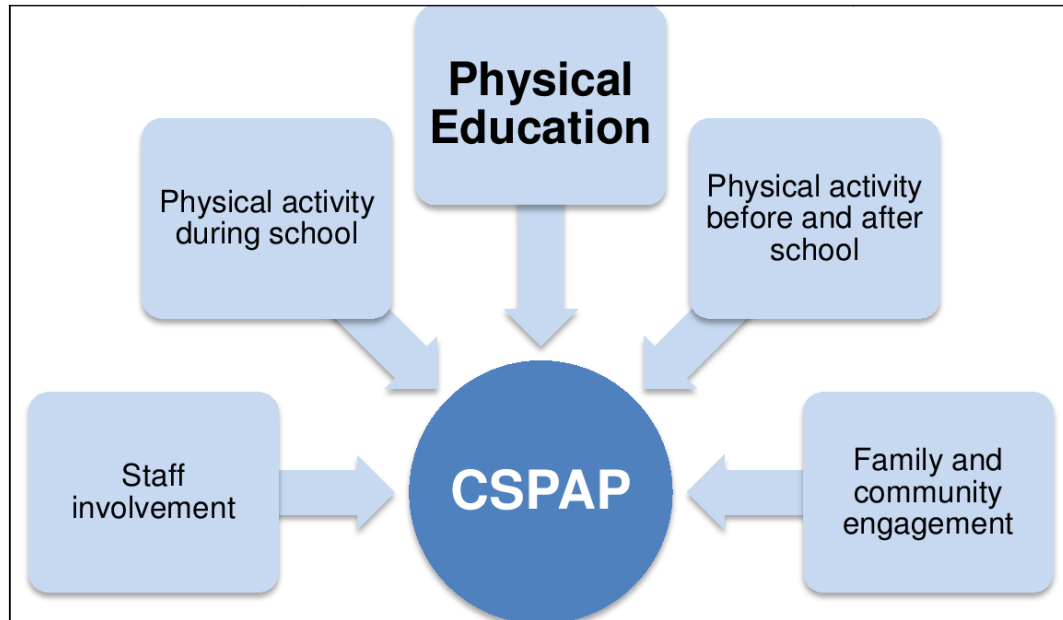 Physical
Education
Physical activity
during school
Physical activity
before and after
school
Staff
involvement
CSPAP
Family and
community
engagement